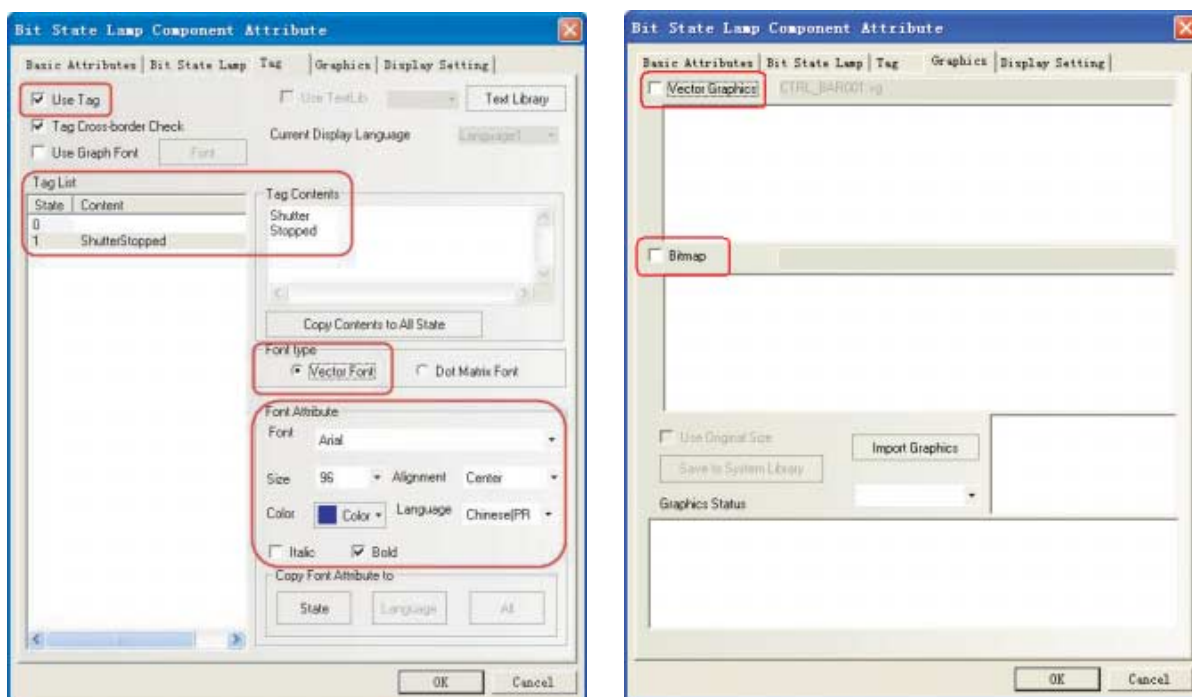 Bit State Lamp Component Attribute
Basic Attributes Bit State Lamp Tag Graphics Display Setting
Use Tag
Use TextLib
Text Library
Tag Cross-border Check
Current Display Language
Language1
Use Graph Font
Font
Tag List
State Content
0
1 ShutterStopped
Tag Contents
Shutter
Stopped
Copy Contents to All State
Font type
Vector Font
Dot Matrix Font
Font Attribute
Font Arial
Size 96 Alignment Center
Color Color Language Chinese(PR
Italic Bold
Copy Font Attribute to
State Language All
OK Cancel
Bit State Lamp Component Attribute
Basic Attributes Bit State Lamp Tag Graphics Display Setting
Vector Graphics CTRL_BAR001.vg
Bitmap
Use Original Size
Import Graphics
Save to System Library
Graphics Status
OK Cancel